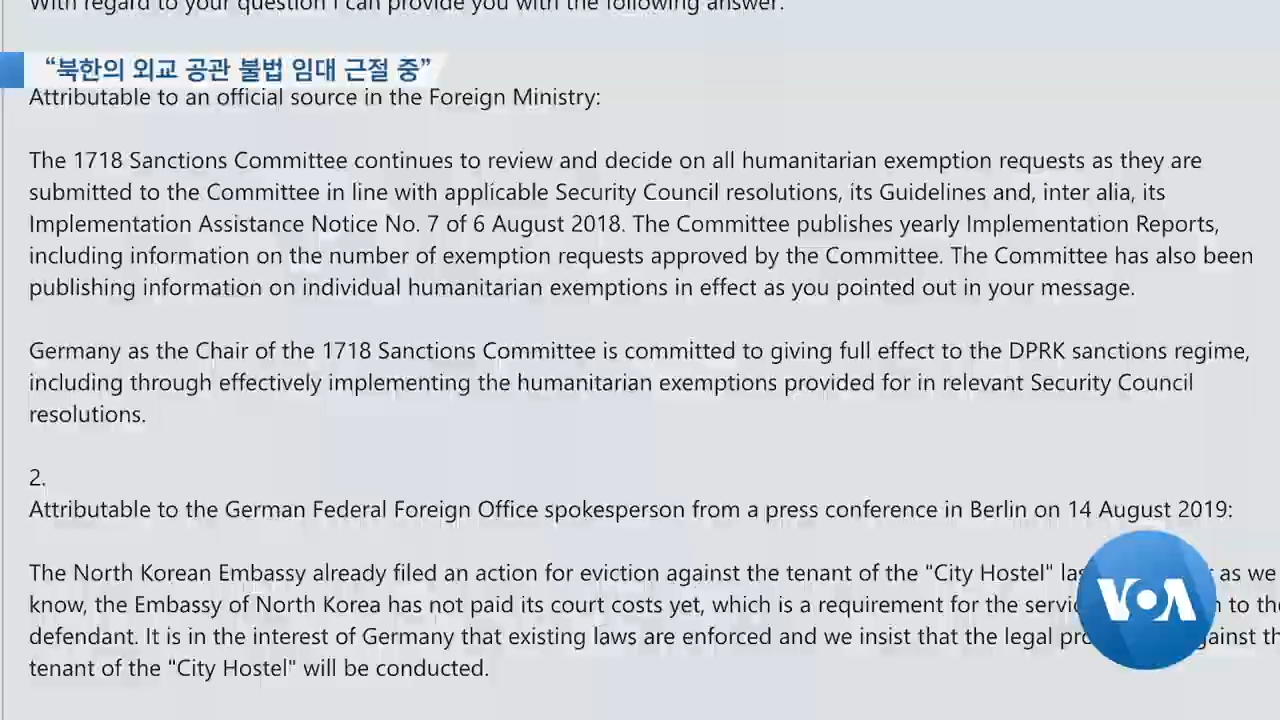 With regard to your question I can provide you with the following answer:
“북한의 외교 공관 불법 임대 근절 중”
Attributable to an official source in the Foreign Ministry:
The 1718 Sanctions Committee continues to review and decide on all humanitarian exemption requests as they are
submitted to the Committee in line with applicable Security Council resolutions, its Guidelines and, inter alia, its
Implementation Assistance Notice No. 7 of 6 August 2018. The Committee publishes yearly Implementation Reports,
including information on the number of exemption requests approved by the Committee. The Committee has also been
publishing information on individual humanitarian exemptions in effect as you pointed out in your message.
Germany as the Chair of the 1718 Sanctions Committee is committed to giving full effect to the DPRK sanctions regime,
including through effectively implementing the humanitarian exemptions provided for in relevant Security Council
resolutions.
2.
Attributable to the German Federal Foreign Office spokesperson from a press conference in Berlin on 14 August 2019:
The North Korean Embassy already filed an action for eviction against the tenant of the "City Hostel" as we
know, the Embassy of North Korea has not paid its court costs yet, which is a requirement for the to the
defendant. It is in the interest of Germany that existing laws are enforced and we insist that the legal
tenant of the "City Hostel" will be conducted.
VOA